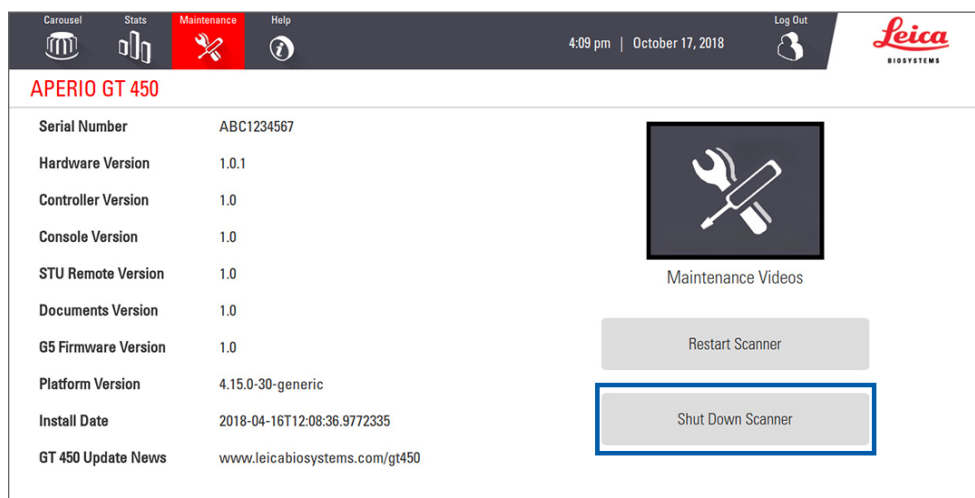 Carousel Stats Maintenance Help Log Out
4:09 pm | October 17, 2018
Leica
BIOSYSTEMS
APERIO GT 450
Serial Number ABC1234567
Hardware Version 1.0.1
Controller Version 1.0
Console Version 1.0
STU Remote Version 1.0
Documents Version 1.0
G5 Firmware Version 1.0
Platform Version 4.15.0-30-generic
Install Date 2018-04-16T12:08:36.9772335
GT 450 Update News www.leicabiosystems.com/gt450
Maintenance Videos
Restart Scanner
Shut Down Scanner